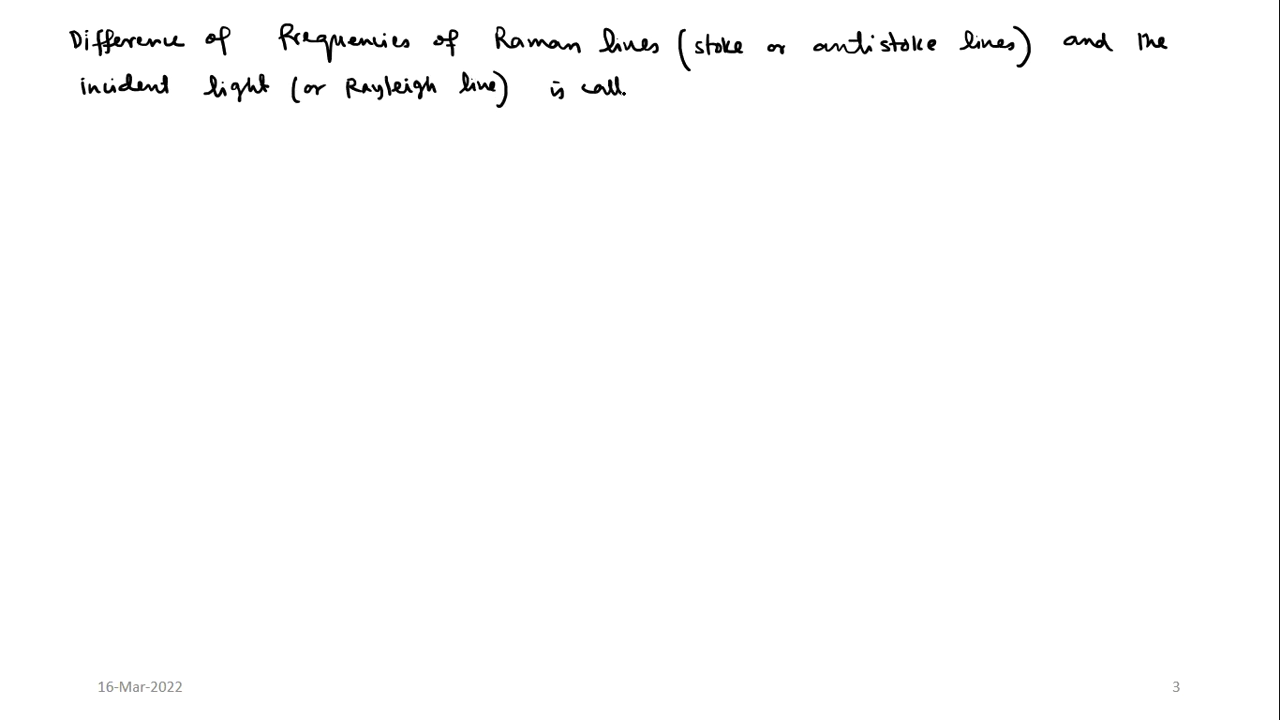 Difference of frequencies of Raman lines (stoke or antistoke lines) and the
incident light (or Rayleigh line) is call
16-Mar-2022
3